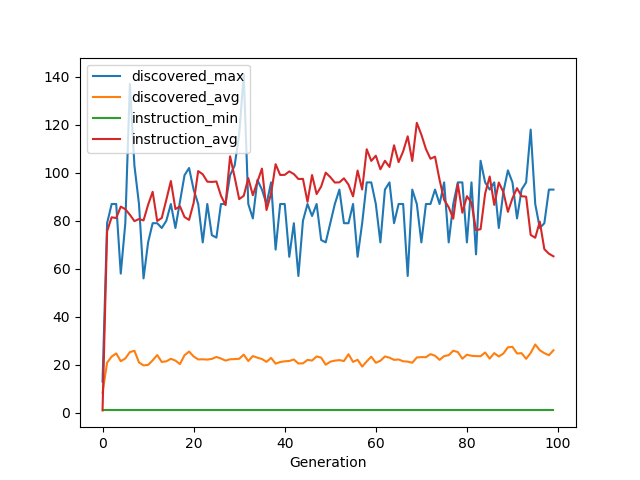 discovered_max
discovered_avg
instruction_min
instruction_avg
140
120
100
80
60
40
20
0
0 20 40 60 80 100
Generation